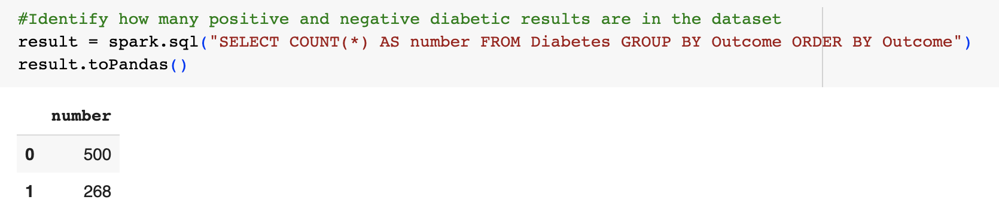 #Identify how many positive and negative diabetic results are in the dataset
result = spark.sql("SELECT COUNT(*) AS number FROM Diabetes GROUP BY Outcome ORDER BY Outcome")
result.toPandas()
number
0 500
1 268